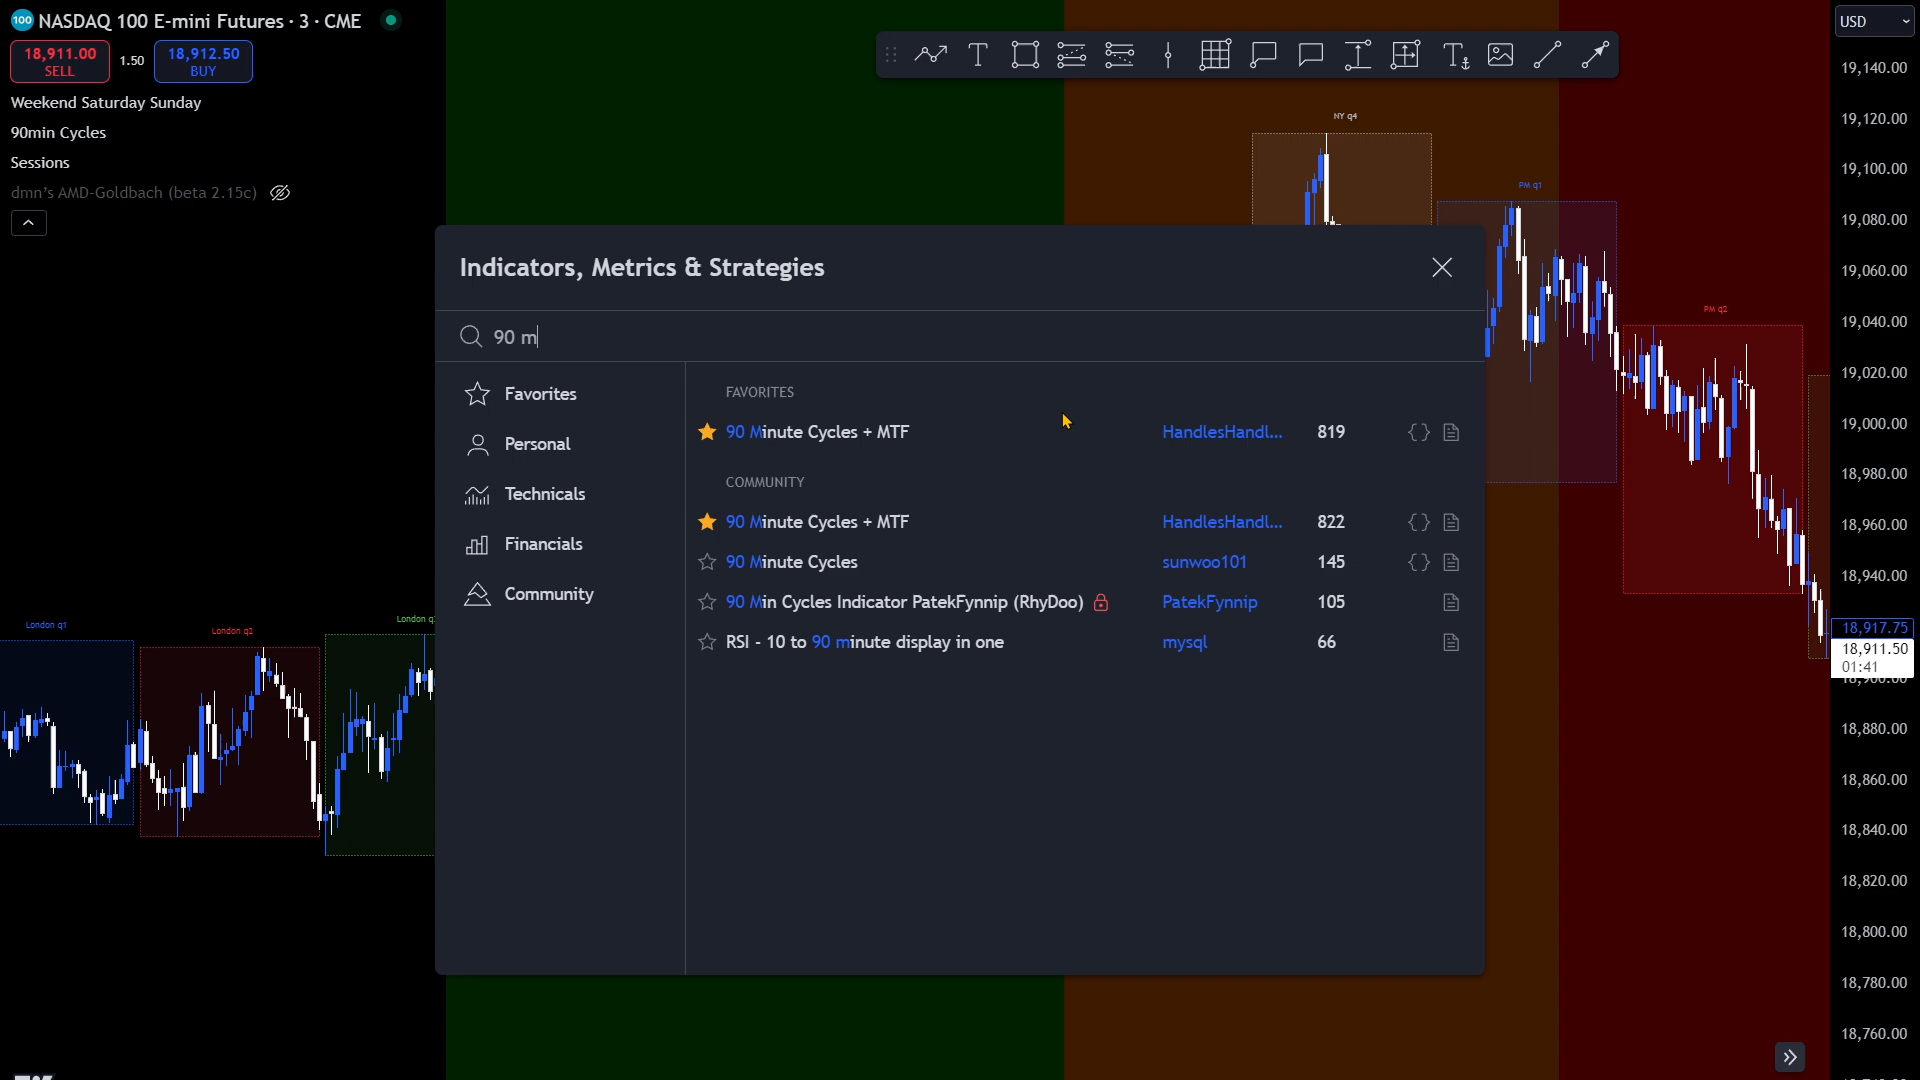 100 NASDAQ 100 E-mini Futures · 3 · CME
18,911.00
SELL
1.50
18,912.50
BUY
Weekend Saturday Sunday
90min Cycles
Sessions
dmn's AMD-Goldbach (beta 2.15c)
USD
19,140.00
19,120.00
19,100.00
19,080.00
19,060.00
19,040.00
19,020.00
19,000.00
18,980.00
18,960.00
18,940.00
18,917.75
18,911.50
01:41
18,900.00
18,880.00
18,860.00
18,840.00
18,820.00
18,800.00
18,780.00
18,760.00
NY q4
PM q1
PM q2
London q1
London q2
London q
Indicators, Metrics & Strategies
90 m
Favorites
Personal
Technicals
Financials
Community
FAVORITES
90 Minute Cycles + MTF HandlesHandl... 819
COMMUNITY
90 Minute Cycles + MTF HandlesHandl... 822
90 Minute Cycles sunwoo101 145
90 Min Cycles Indicator PatekFynnip (RhyDoo) PatekFynnip 105
RSI - 10 to 90 minute display in one mysql 66